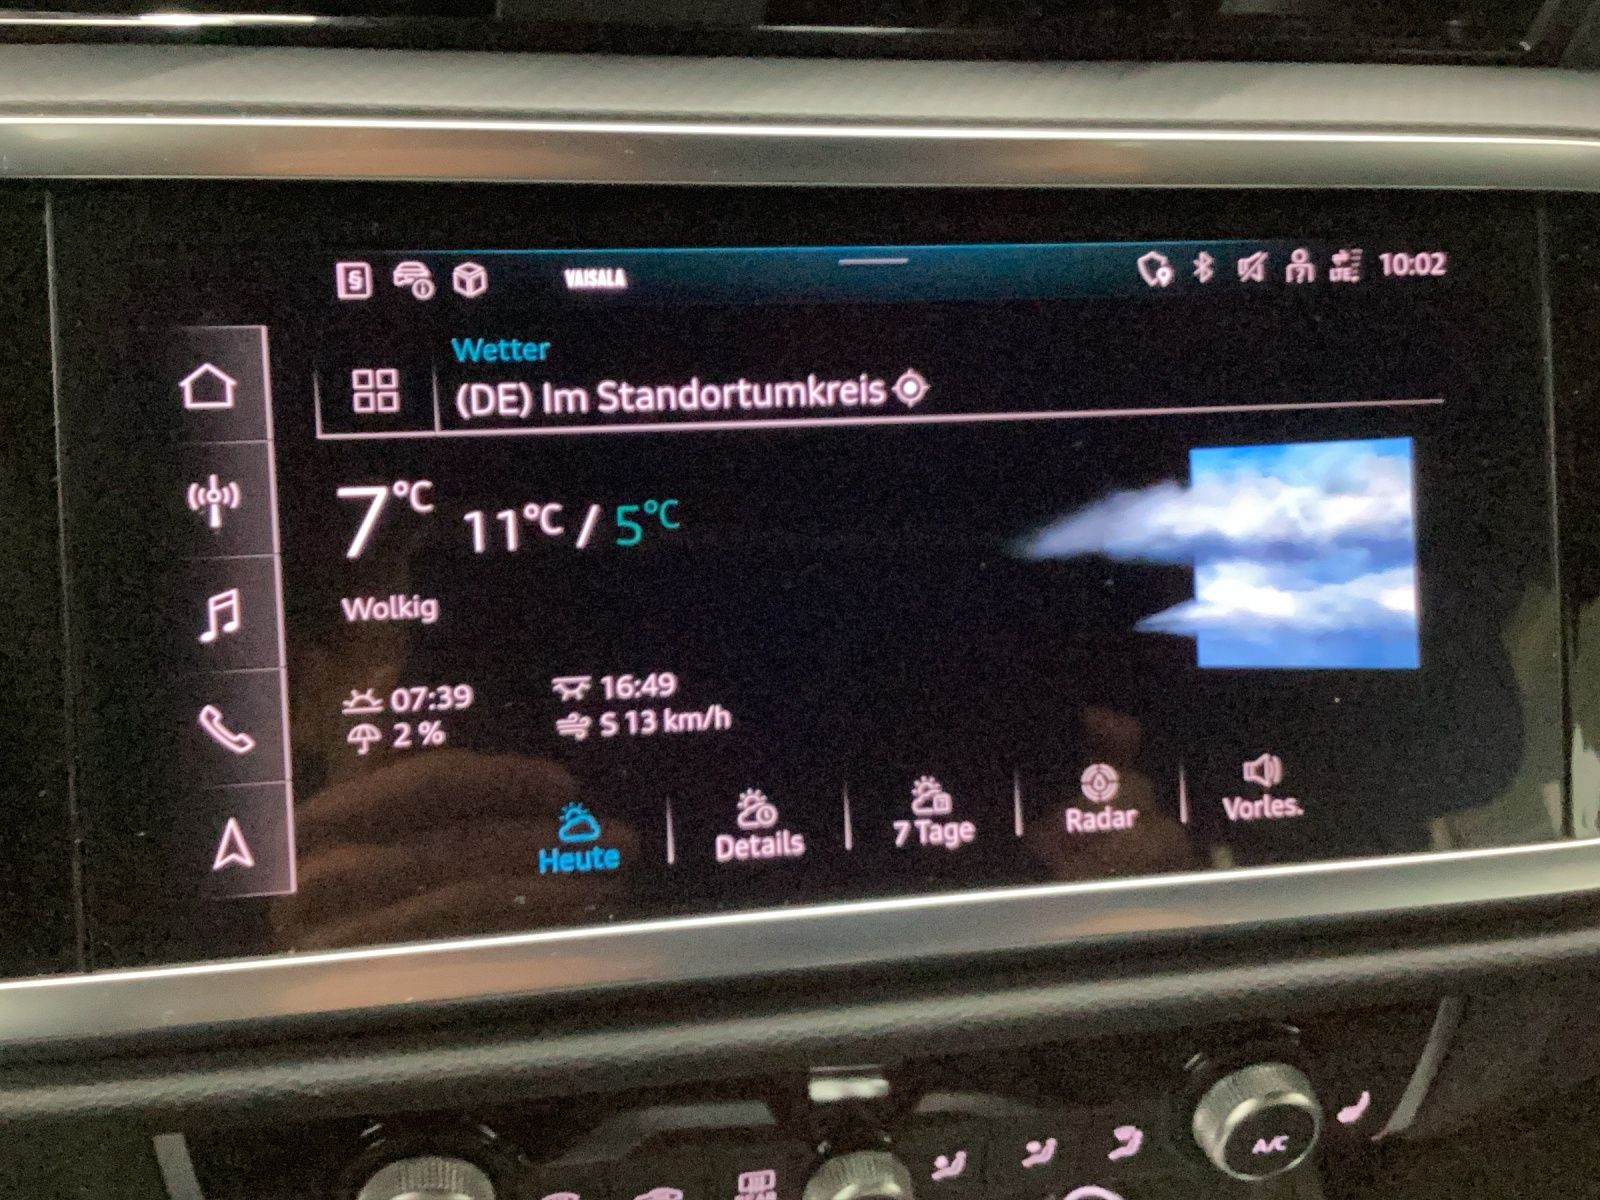 VAISALA
10:02
Wetter
(DE) Im Standortumkreis
7°C 11°C / 5°C
Wolkig
07:39 16:49
2 % S 13 km/h
Heute Details 7 Tage Radar Vorles.
A/C
REAR